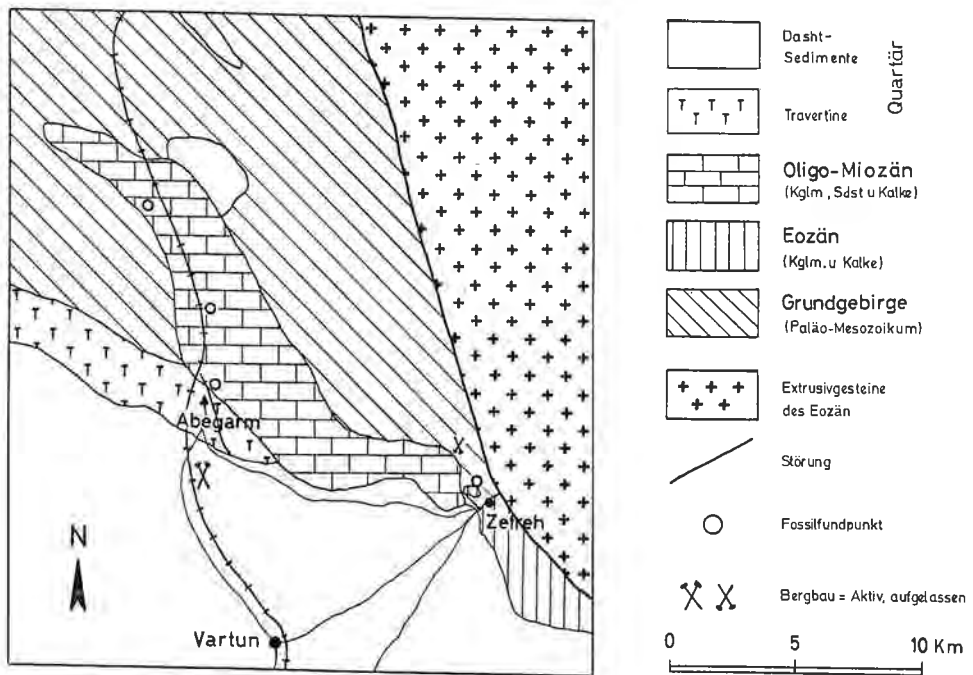 Abegarm
Zefreh
N
Vartun
Dasht-
Sedimente
Travertine
Quartär
Oligo-Miozän
(Kglm, Sdst u Kalke)
Eozän
(Kglm. u Kalke)
Grundgebirge
(Paläo-Mesozoikum)
Extrusivgesteine
des Eozän
Störung
Fossilfundpunkt
Bergbau = Aktiv, aufgelassen
0 5 10 Km